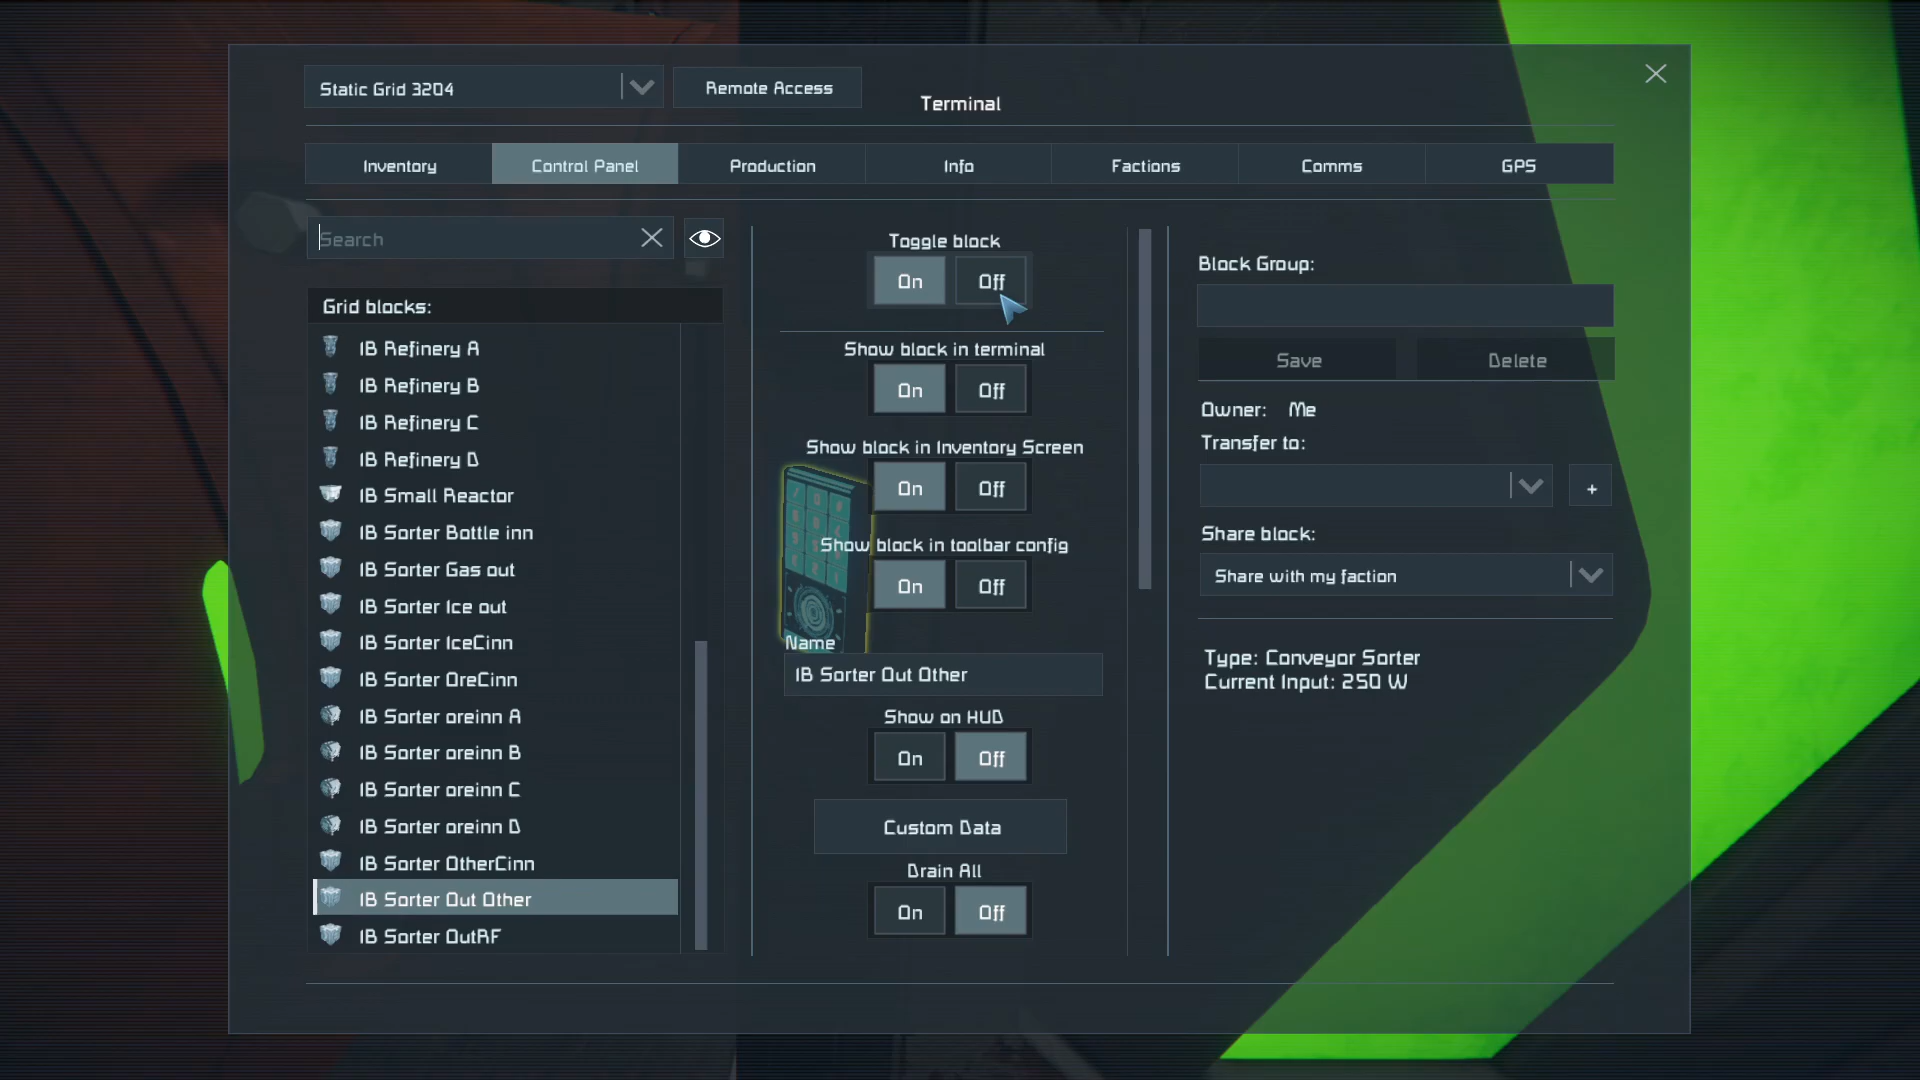 Static Grid 3204
Remote Access
Terminal
Inventory
Control Panel
Production
Info
Factions
Comms
GPS
Search
Grid blocks:
IB Refinery A
IB Refinery B
IB Refinery C
IB Refinery D
IB Small Reactor
IB Sorter Bottle inn
IB Sorter Gas out
IB Sorter Ice out
IB Sorter IceCinn
IB Sorter OreCinn
IB Sorter oreinn A
IB Sorter oreinn B
IB Sorter oreinn C
IB Sorter oreinn D
IB Sorter OtherCinn
IB Sorter Out Other
IB Sorter OutRF
Toggle block
On Off
Show block in terminal
On Off
Show block in Inventory Screen
On Off
Show block in toolbar config
On Off
Name
IB Sorter Out Other
Show on HUD
On Off
Custom Data
Drain All
On Off
Block Group:
Save Delete
Owner: Me
Transfer to:
+
Share block:
Share with my faction
Type: Conveyor Sorter
Current Input: 250 W